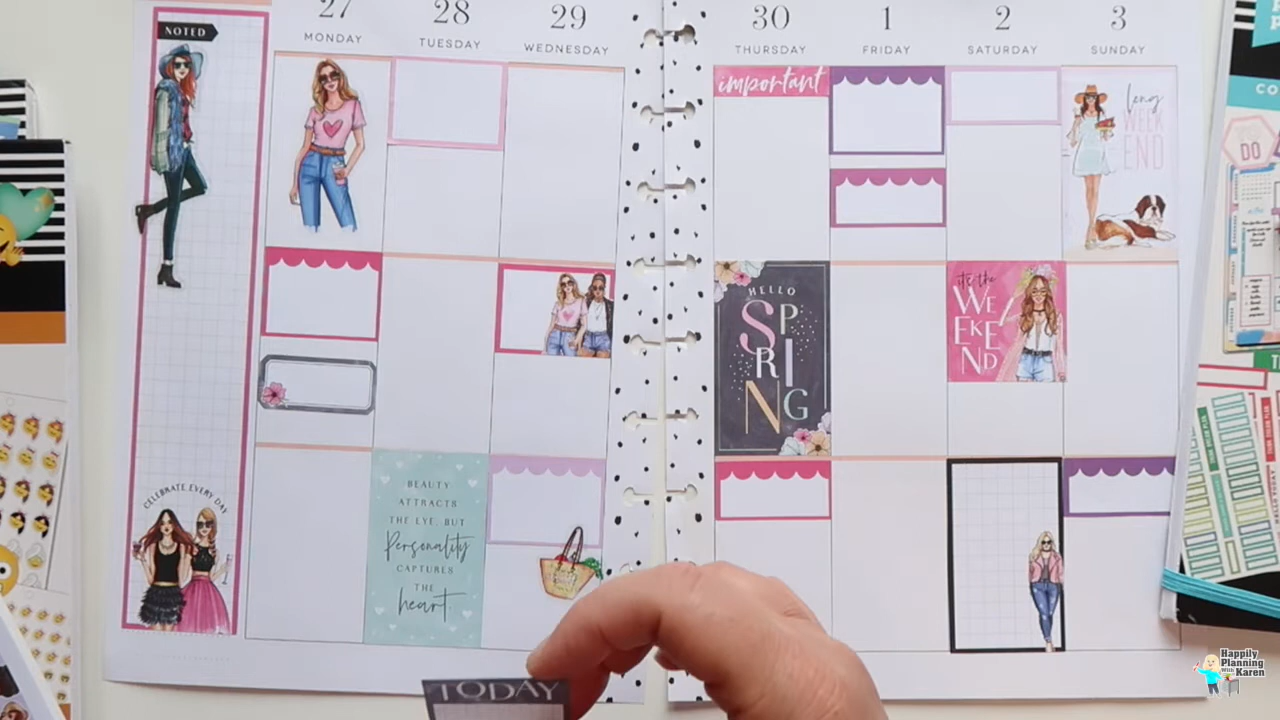 27
MONDAY
28
TUESDAY
29
WEDNESDAY
30
THURSDAY
1
FRIDAY
2
SATURDAY
3
SUNDAY
NOTED
important
long
WEEK
END
HELLO
SPRING
it's the
WEEKEND
CELEBRATE EVERY DAY
BEAUTY
ATTRACTS
THE EYE, BUT
Personality
CAPTURES
THE
heart.
TODAY
DO
Happily
Planning
With
Karen